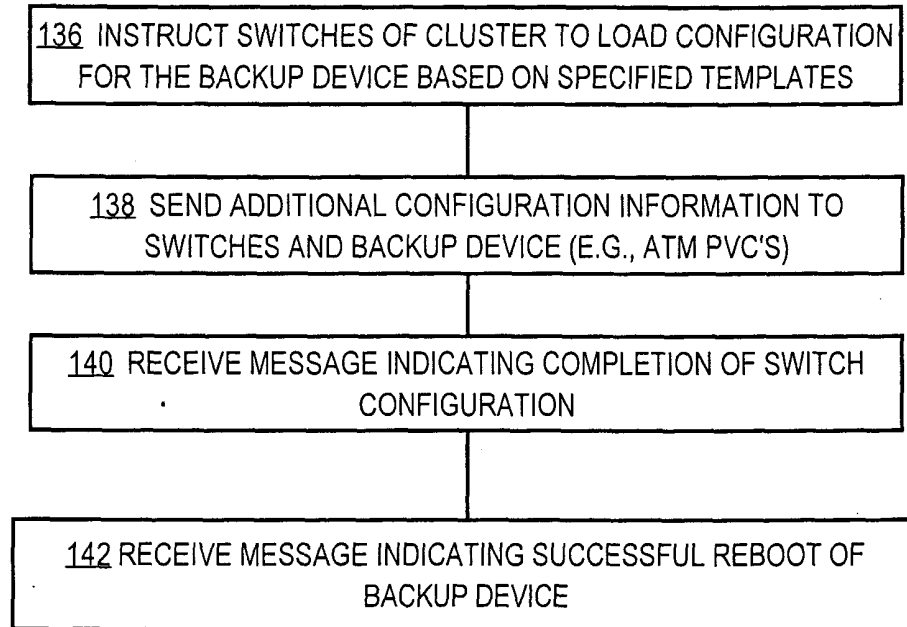 136 INSTRUCT SWITCHES OF CLUSTER TO LOAD CONFIGURATION
FOR THE BACKUP DEVICE BASED ON SPECIFIED TEMPLATES
138 SEND ADDITIONAL CONFIGURATION INFORMATION TO
SWITCHES AND BACKUP DEVICE (E.G., ATM PVC'S)
140 RECEIVE MESSAGE INDICATING COMPLETION OF SWITCH
CONFIGURATION
142 RECEIVE MESSAGE INDICATING SUCCESSFUL REBOOT OF
BACKUP DEVICE